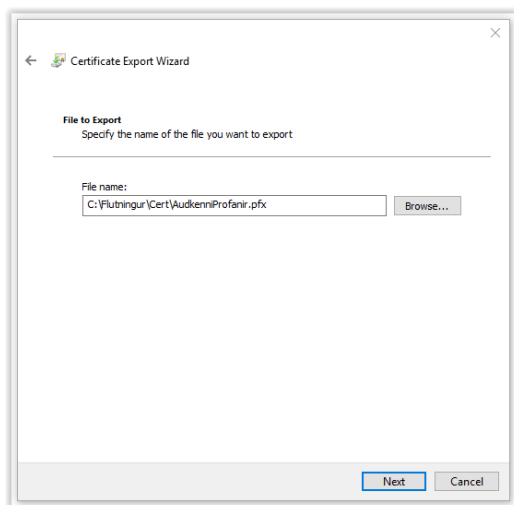 Certificate Export Wizard
File to Export
Specify the name of the file you want to export
File name:
C:\Flutningur\Cert\AudkenniProfanir.pfx
Browse...
Next
Cancel